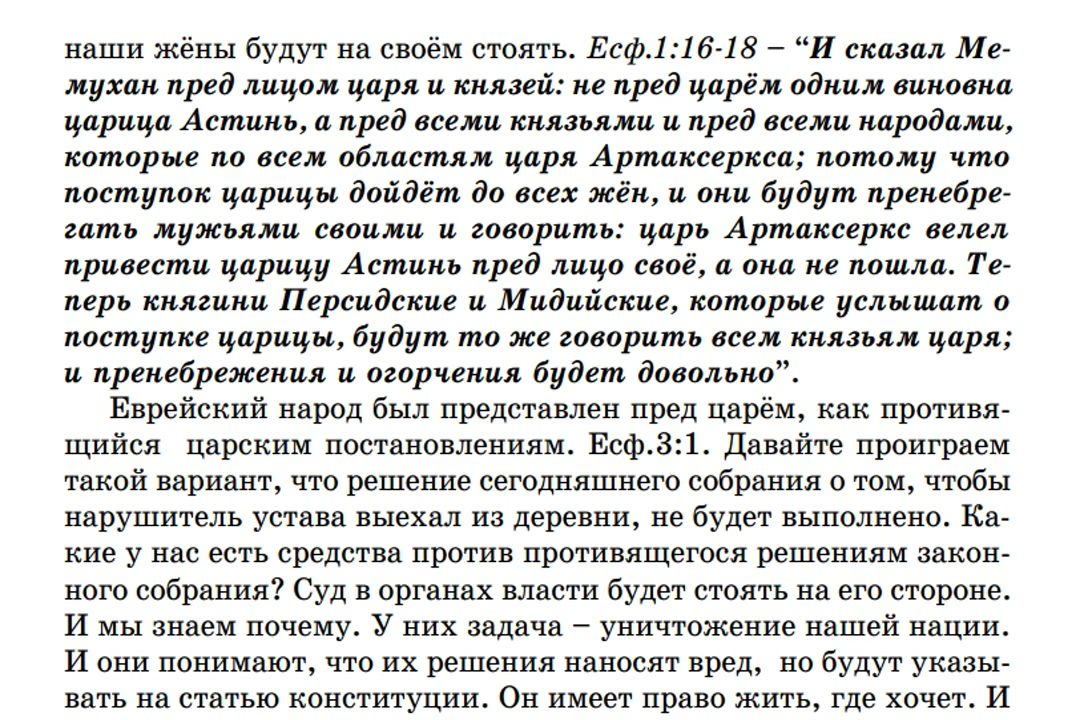 наши жёны будут на своём стоять. Есф.1:16-18 – “И сказал Ме-
мухан пред лицом царя и князей: не пред царём одним виновна
царица Астинь, а пред всеми князьями и пред всеми народами,
которые по всем областям царя Артаксеркса; потому что
поступок царицы дойдёт до всех жён, и они будут пренебре-
гать мужьями своими и говорить: царь Артаксеркс велел
привести царицу Астинь пред лицо своё, а она не пошла. Те-
перь княгини Персидские и Мидийские, которые услышат о
поступке царицы, будут то же говорить всем князьям царя;
и пренебрежения и огорчения будет довольно”.
Еврейский народ был представлен пред царём, как противя-
щийся царским постановлениям. Есф.3:1. Давайте проиграем
такой вариант, что решение сегодняшнего собрания о том, чтобы
нарушитель устава выехал из деревни, не будет выполнено. Ка-
кие у нас есть средства против противящегося решениям закон-
ного собрания? Суд в органах власти будет стоять на его стороне.
И мы знаем почему. У них задача – уничтожение нашей нации.
И они понимают, что их решения наносят вред, но будут указы-
вать на статью конституции. Он имеет право жить, где хочет. И